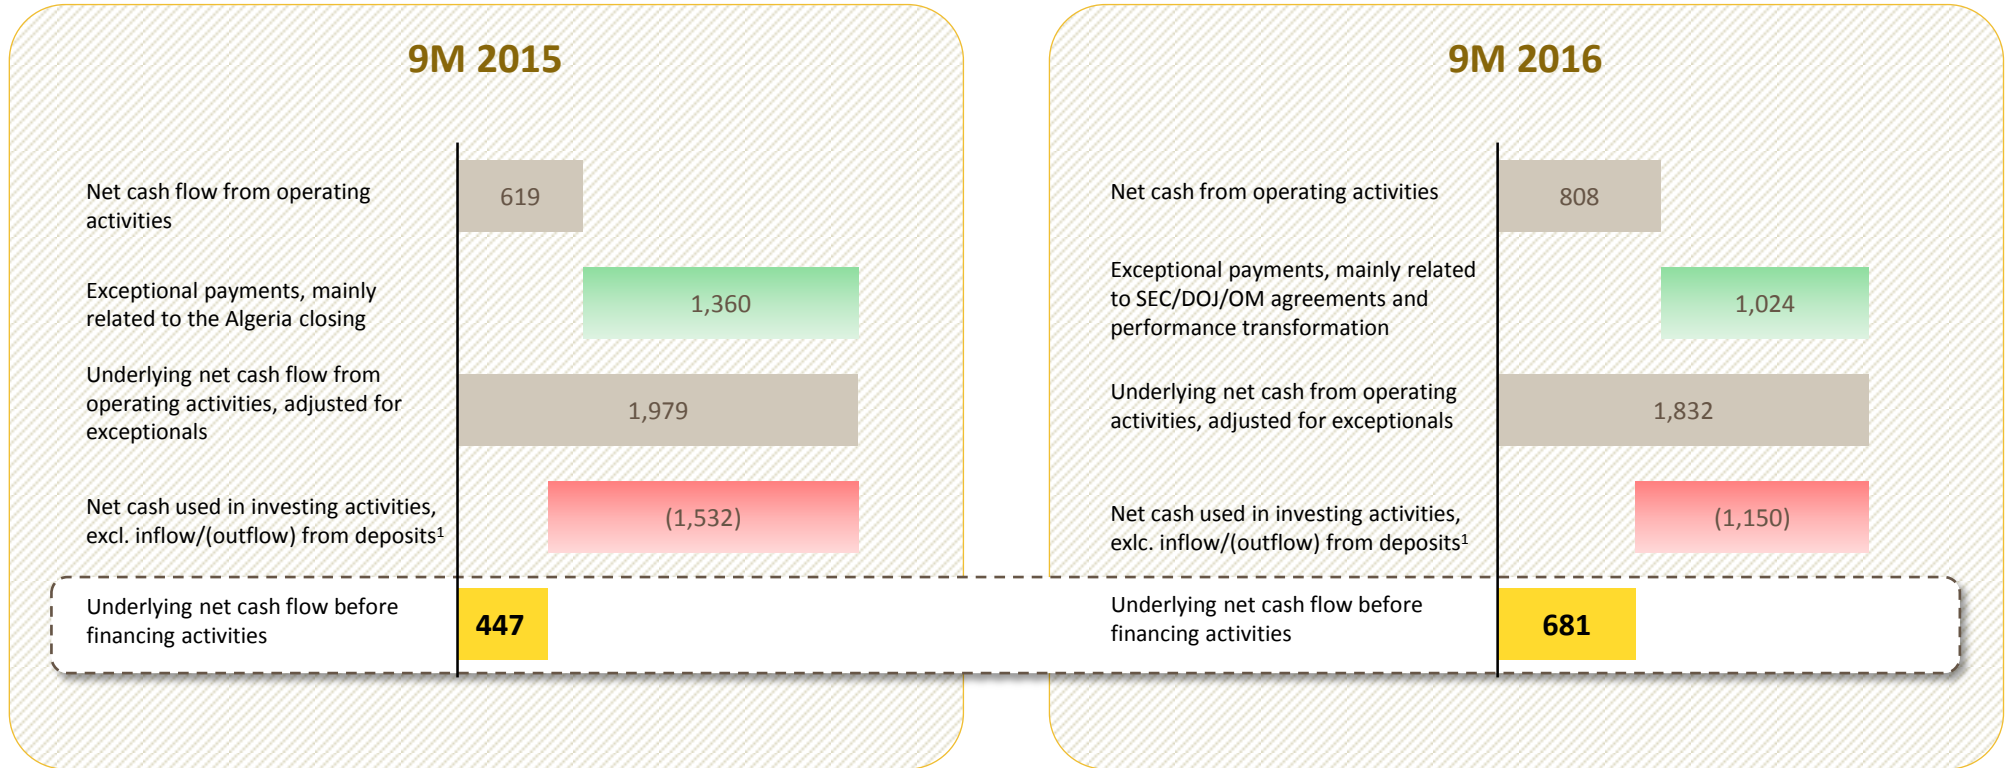 9M 2015
Net cash flow from operating
activities
619
Exceptional payments, mainly
related to the Algeria closing
1,360
Underlying net cash flow from
operating activities, adjusted for
exceptionals
1,979
Net cash used in investing activities,
excl. inflow/(outflow) from deposits¹
(1,532)
Underlying net cash flow before
financing activities
447
9M 2016
Net cash from operating activities
808
Exceptional payments, mainly related
to SEC/DOJ/OM agreements and
performance transformation
1,024
Underlying net cash from operating
activities, adjusted for exceptionals
1,832
Net cash used in investing activities,
exlc. inflow/(outflow) from deposits¹
(1,150)
Underlying net cash flow before
financing activities
681